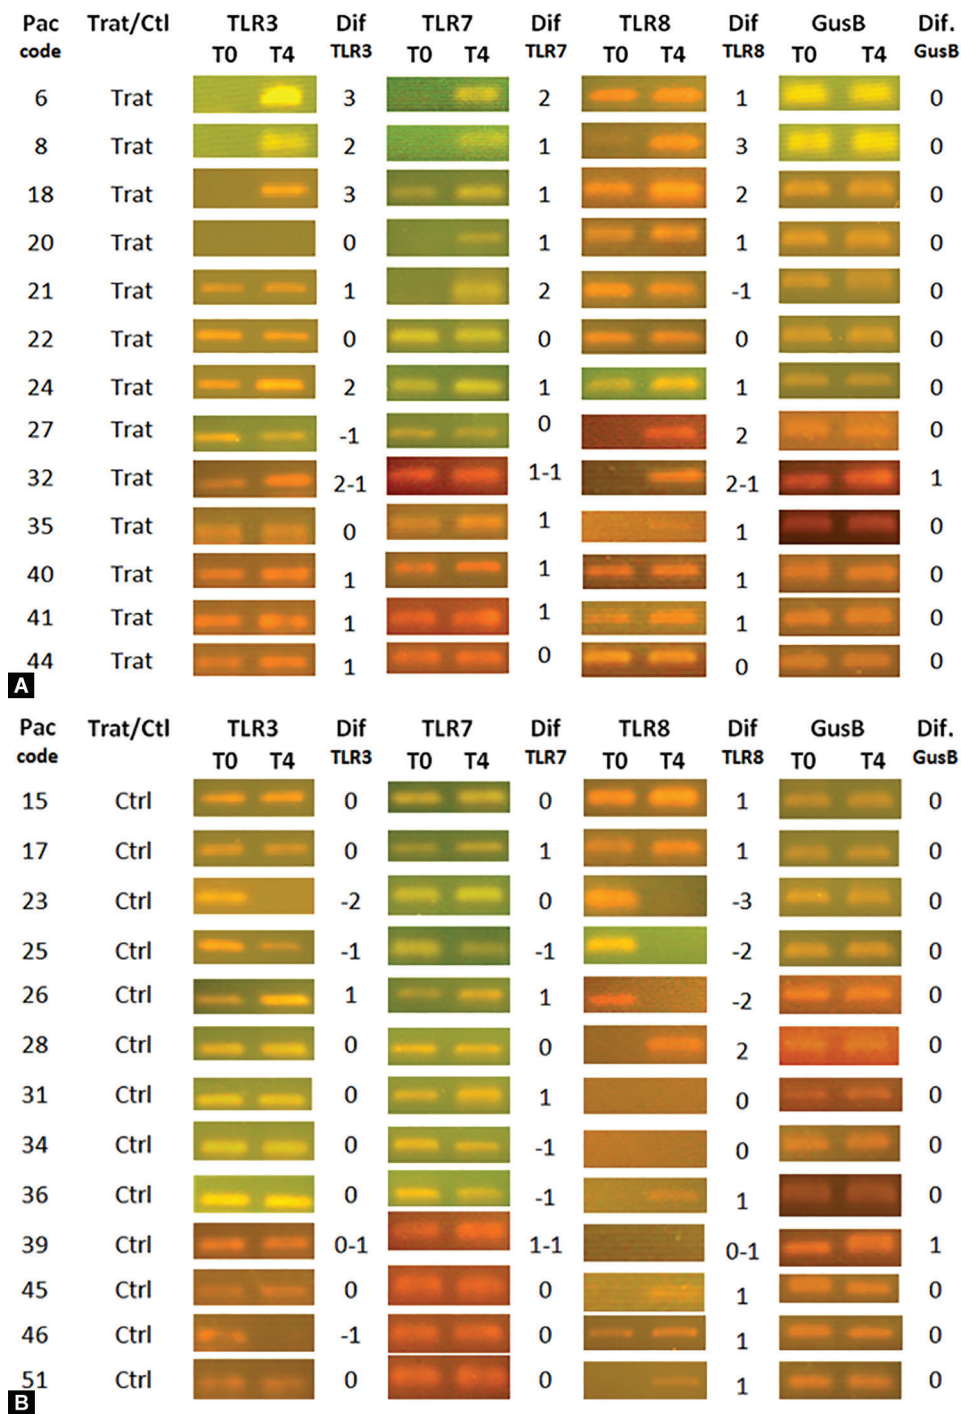 Pac Trat/Ctl TLR3 Dif TLR7 Dif TLR8 Dif GusB Dif.
code T0 T4 TLR3 T0 T4 TLR7 T0 T4 TLR8 T0 T4 GusB
6 Trat 3 2 1 0
8 Trat 2 1 3 0
18 Trat 3 1 2 0
20 Trat 0 1 1 0
21 Trat 1 2 -1 0
22 Trat 0 0 0 0
24 Trat 2 1 1 0
27 Trat -1 0 2 0
32 Trat 2-1 1-1 2-1 1
35 Trat 0 1 1 0
40 Trat 1 1 1 0
41 Trat 1 1 1 0
44 Trat 1 0 0 0
A
Pac Trat/Ctl TLR3 Dif TLR7 Dif TLR8 Dif GusB Dif.
code T0 T4 TLR3 T0 T4 TLR7 T0 T4 TLR8 T0 T4 GusB
15 Ctrl 0 0 1 0
17 Ctrl 0 1 1 0
23 Ctrl -2 0 -3 0
25 Ctrl -1 -1 -2 0
26 Ctrl 1 1 -2 0
28 Ctrl 0 0 2 0
31 Ctrl 0 1 0 0
34 Ctrl 0 -1 0 0
36 Ctrl 0 -1 1 0
39 Ctrl 0-1 1-1 0-1 1
45 Ctrl 0 0 1 0
46 Ctrl -1 0 1 0
51 Ctrl 0 0 1 0
B